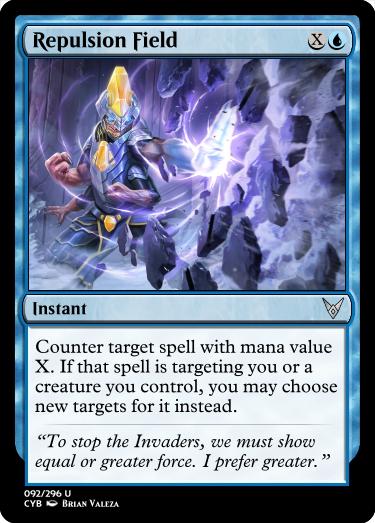 Repulsion Field X
Instant
Counter target spell with mana value
X. If that spell is targeting you or a
creature you control, you may choose
new targets for it instead.
“To stop the Invaders, we must show
equal or greater force. I prefer greater.”
092/296 U
CYB Brian Valeza